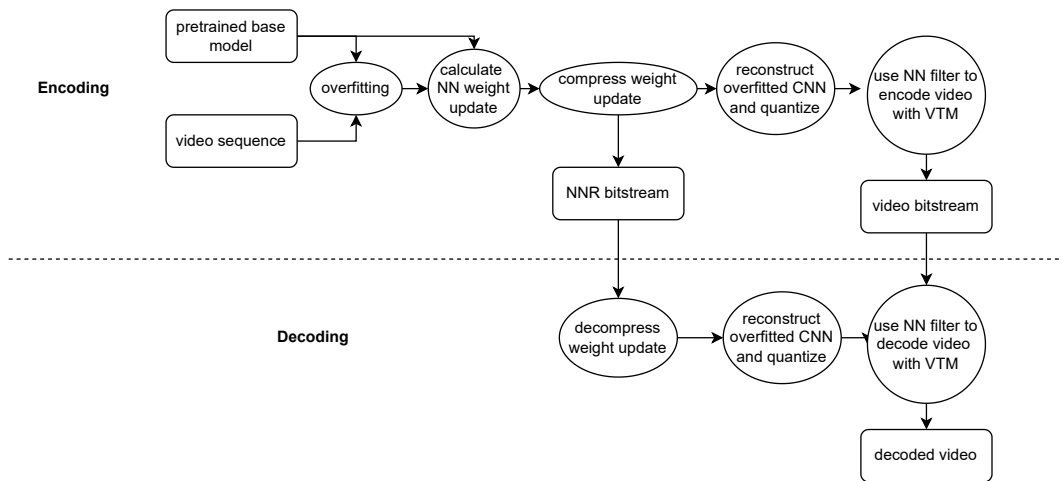 pretrained base
model
Encoding
overfitting
calculate
NN weight
update
compress weight
update
reconstruct
overfitted CNN
and quantize
use NN filter to
encode video
with VTM
video sequence
NNR bitstream
video bitstream
Decoding
decompress
weight update
reconstruct
overfitted CNN
and quantize
use NN filter to
decode video
with VTM
decoded video